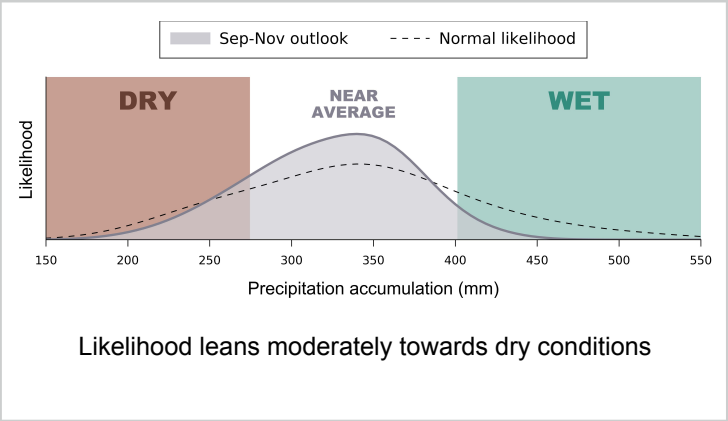 Sep-Nov outlook
Normal likelihood
DRY
NEAR
AVERAGE
WET
Likelihood
150 200 250 300 350 400 450 500 550
Precipitation accumulation (mm)
Likelihood leans moderately towards dry conditions